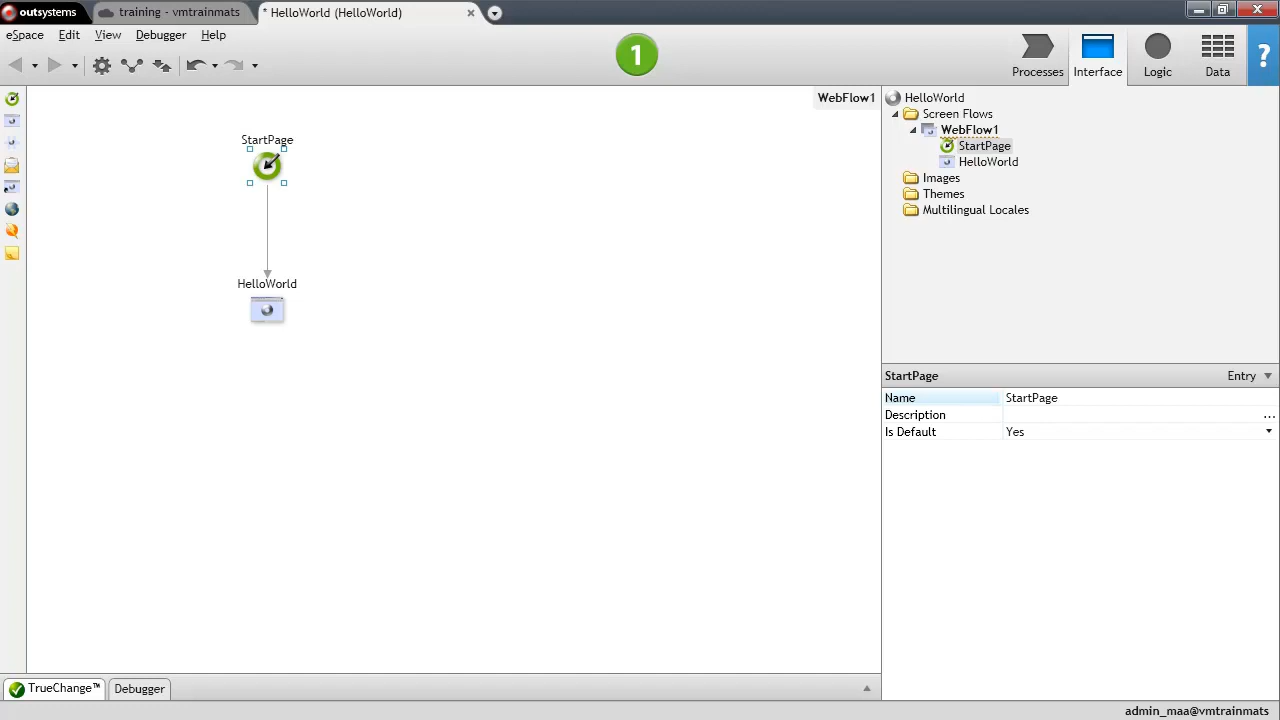 outsystems
training - vmtrainmats
* HelloWorld (HelloWorld)
eSpace Edit View Debugger Help
1
Processes Interface Logic Data
?
WebFlow1
StartPage
HelloWorld
HelloWorld
Screen Flows
WebFlow1
StartPage
HelloWorld
Images
Themes
Multilingual Locales
StartPage Entry
Name StartPage
Description ...
Is Default Yes
TrueChange™ Debugger
admin_maa@vmtrainmats